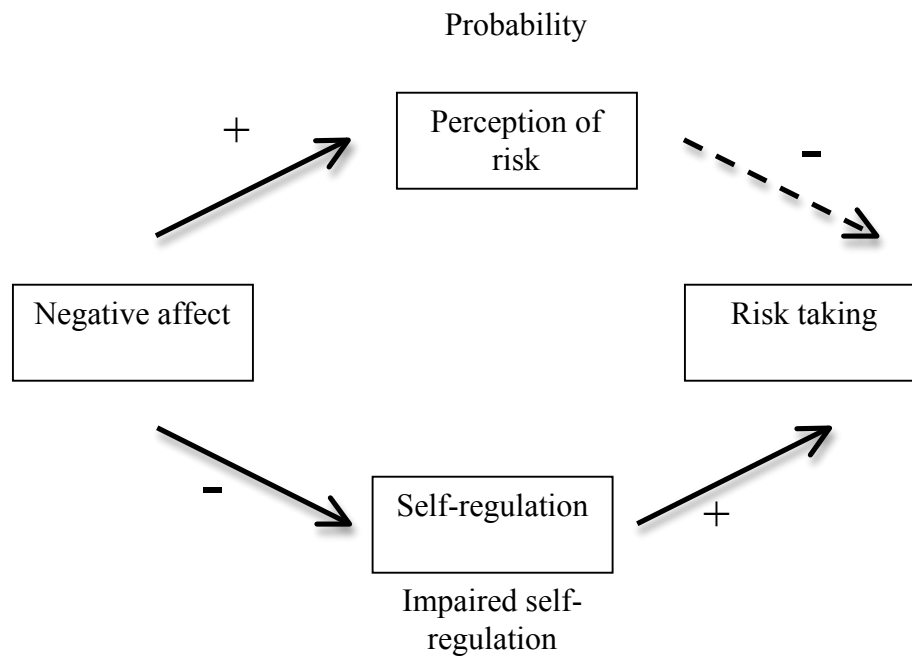 Probability
+
Perception of
risk
-
Negative affect
Risk taking
-
Self-regulation
+
Impaired self-
regulation